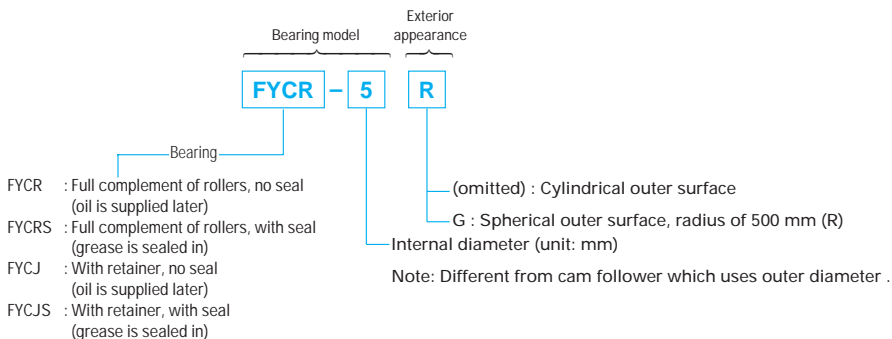 Exterior
Bearing model appearance
FYCR – 5 R
Bearing
FYCR : Full complement of rollers, no seal
(oil is supplied later)
FYCRS : Full complement of rollers, with seal
(grease is sealed in)
FYCJ : With retainer, no seal
(oil is supplied later)
FYCJS : With retainer, with seal
(grease is sealed in)
(omitted) : Cylindrical outer surface
G : Spherical outer surface, radius of 500 mm (R)
Internal diameter (unit: mm)
Note: Different from cam follower which uses outer diameter .